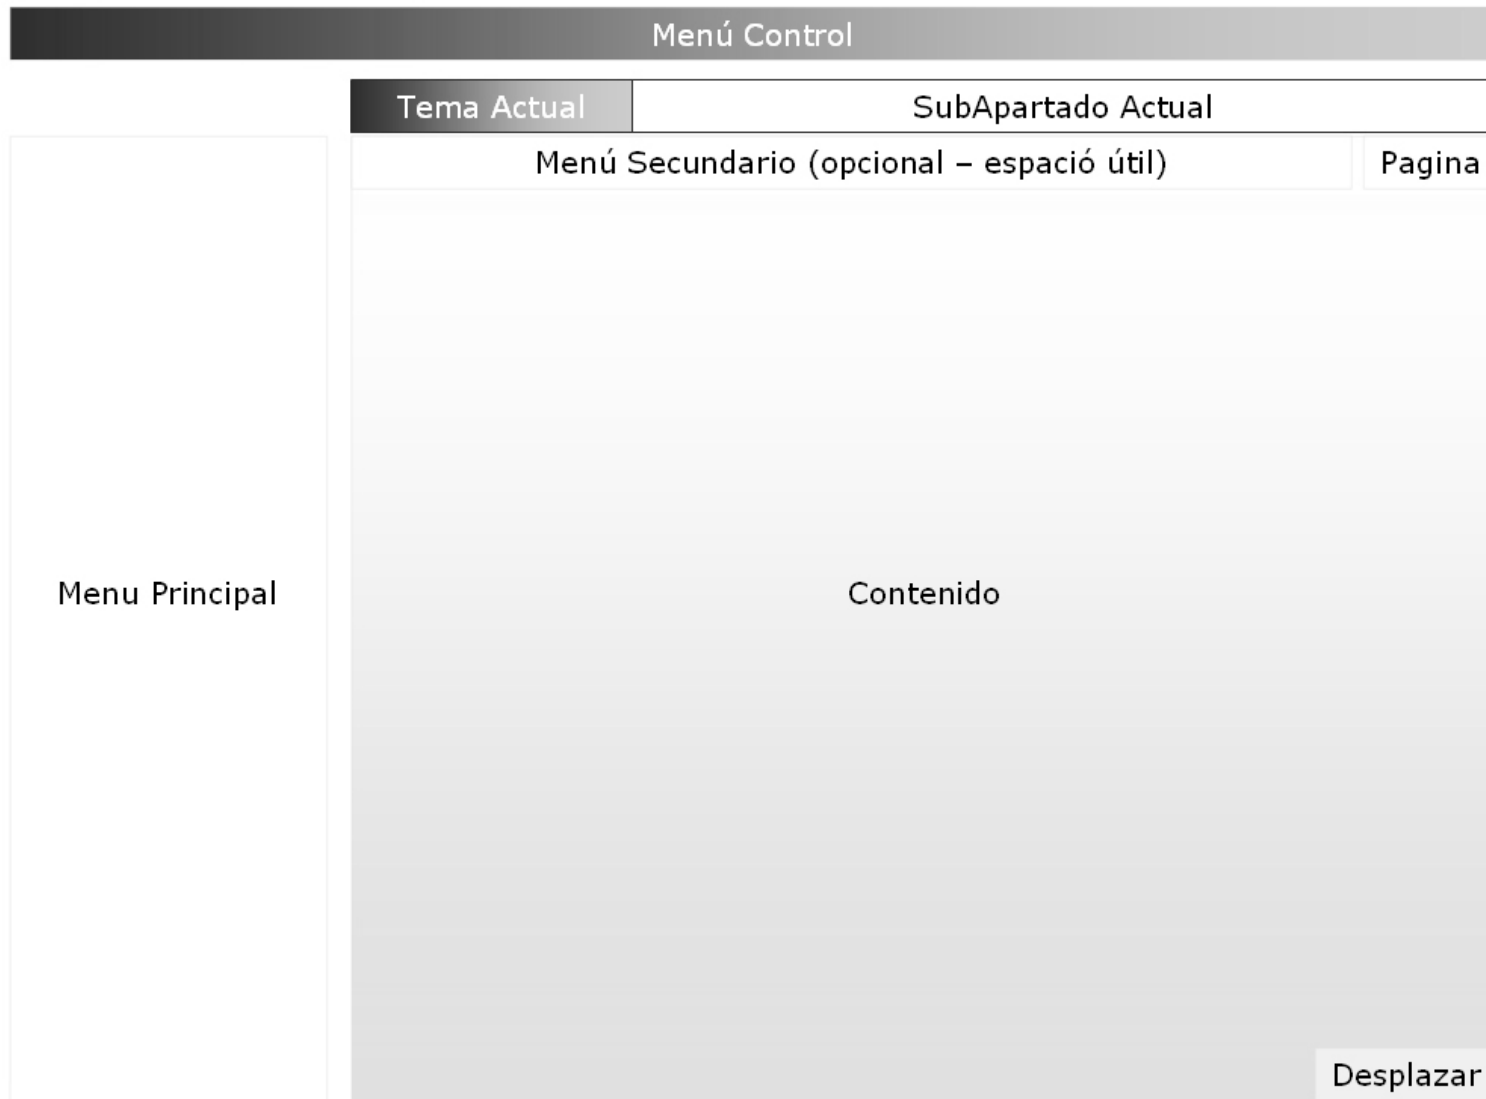 Menú Control
Tema Actual
SubApartado Actual
Menú Secundario (opcional – espació útil)
Pagina
Menu Principal
Contenido
Desplazar